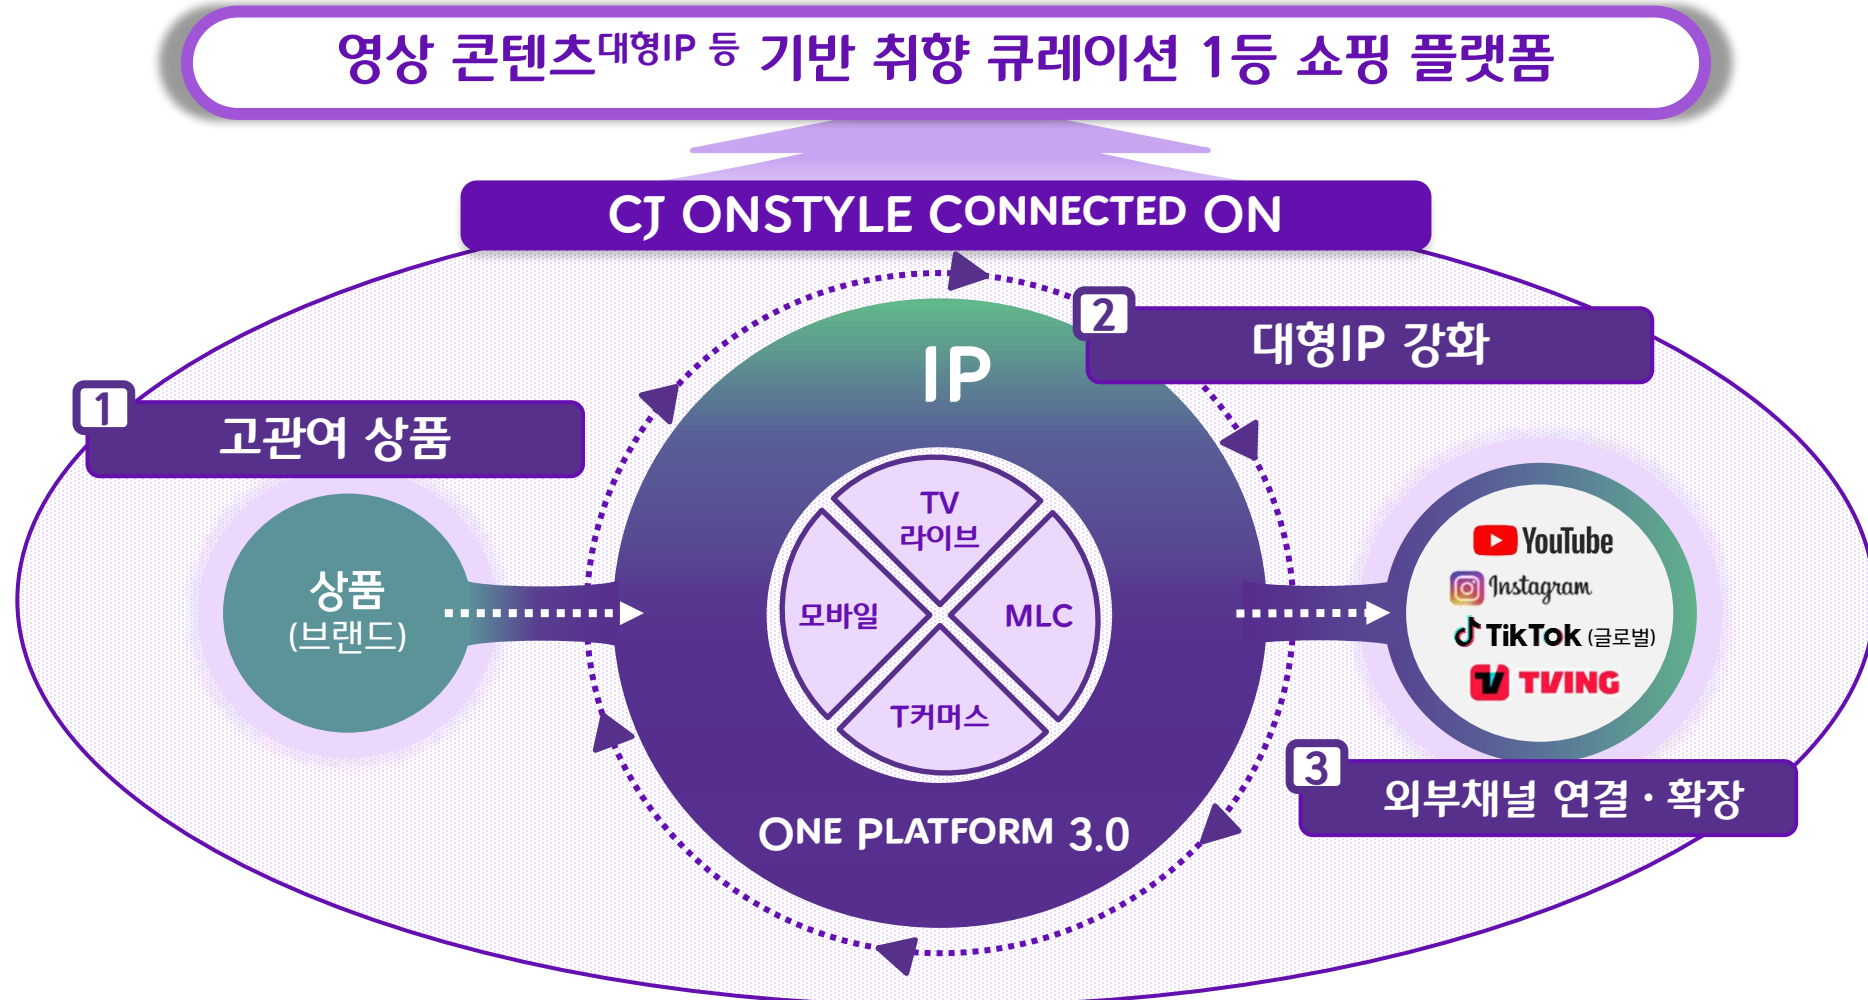 영상 콘텐츠대형IP 등 기반 취향 큐레이션 1등 쇼핑 플랫폼
CJ ONSTYLE CONNECTED ON
1
고관여 상품
상품
(브랜드)
2
대형IP 강화
IP
TV
라이브
모바일
MLC
T커머스
ONE PLATFORM 3.0
YouTube
Instagram
TikTok (글로벌)
TVING
3
외부채널 연결 · 확장